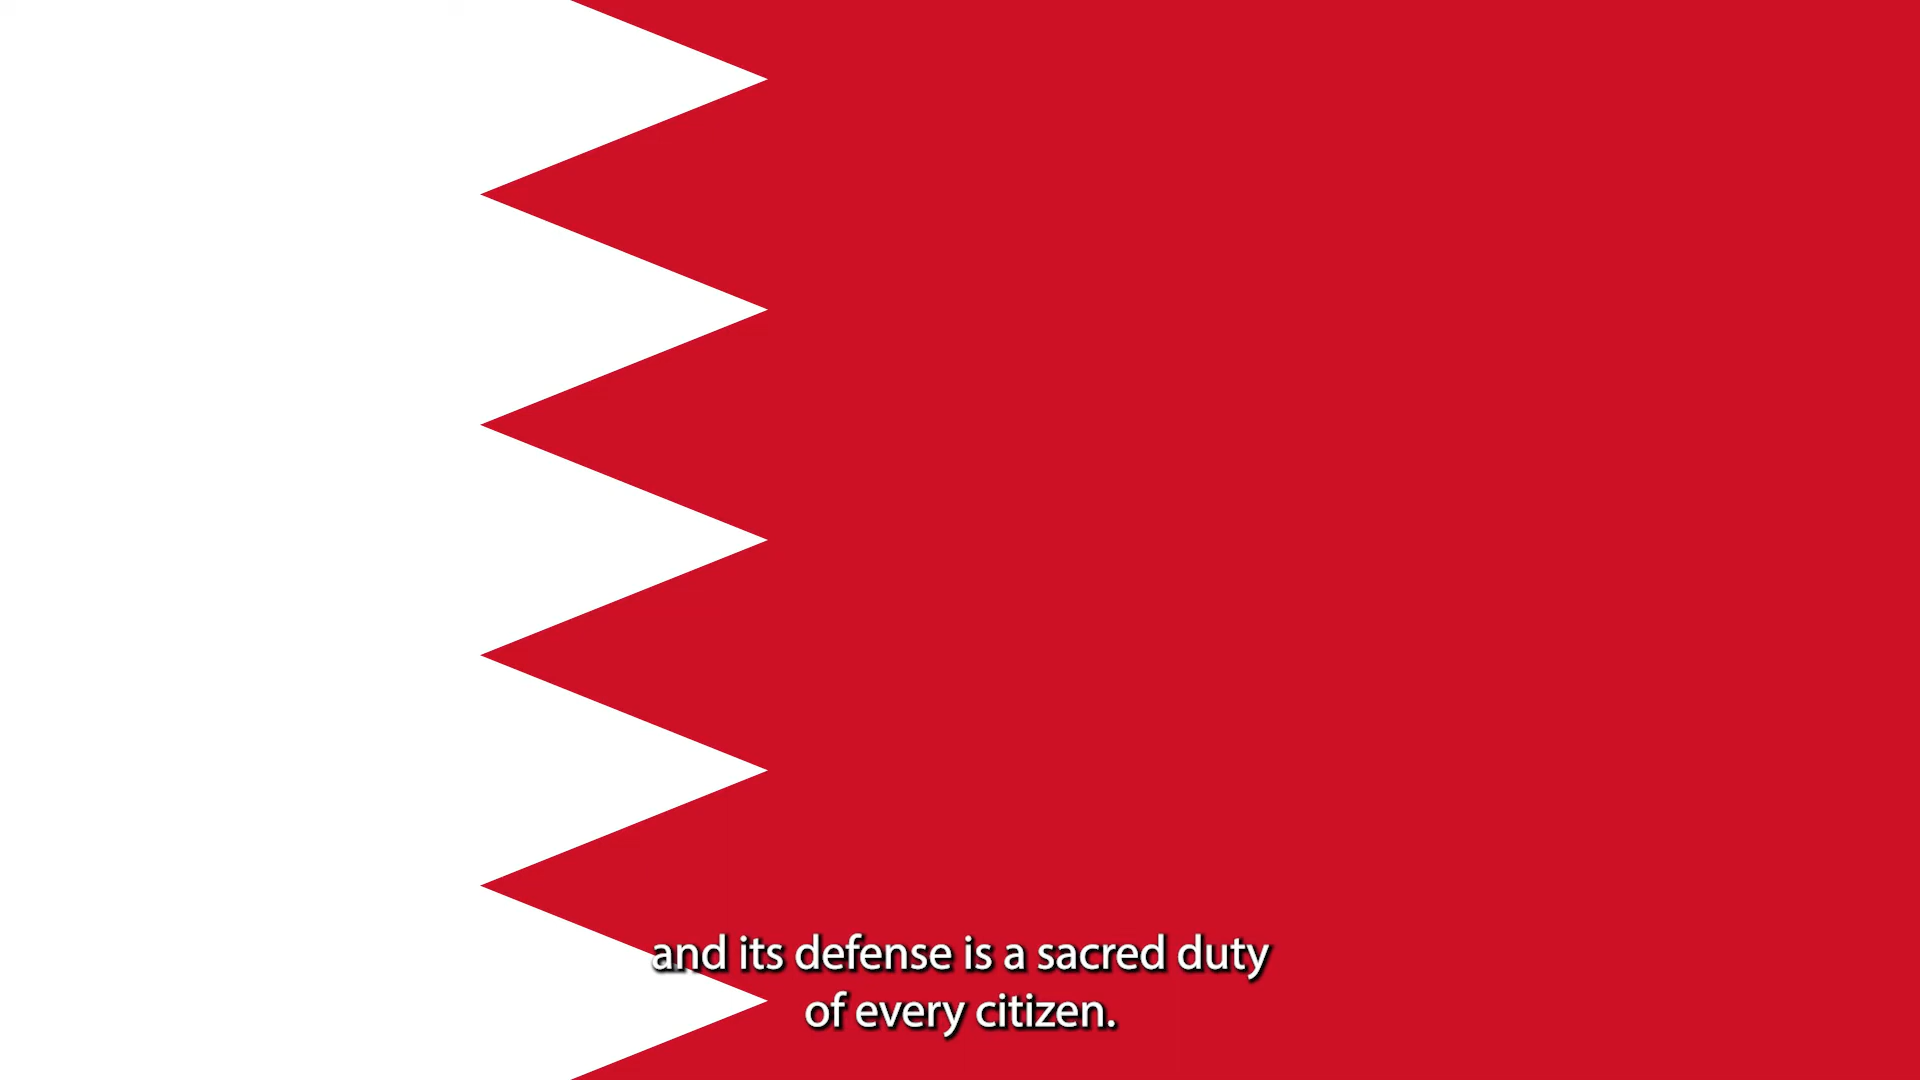 and its defense is a sacred duty
of every citizen.